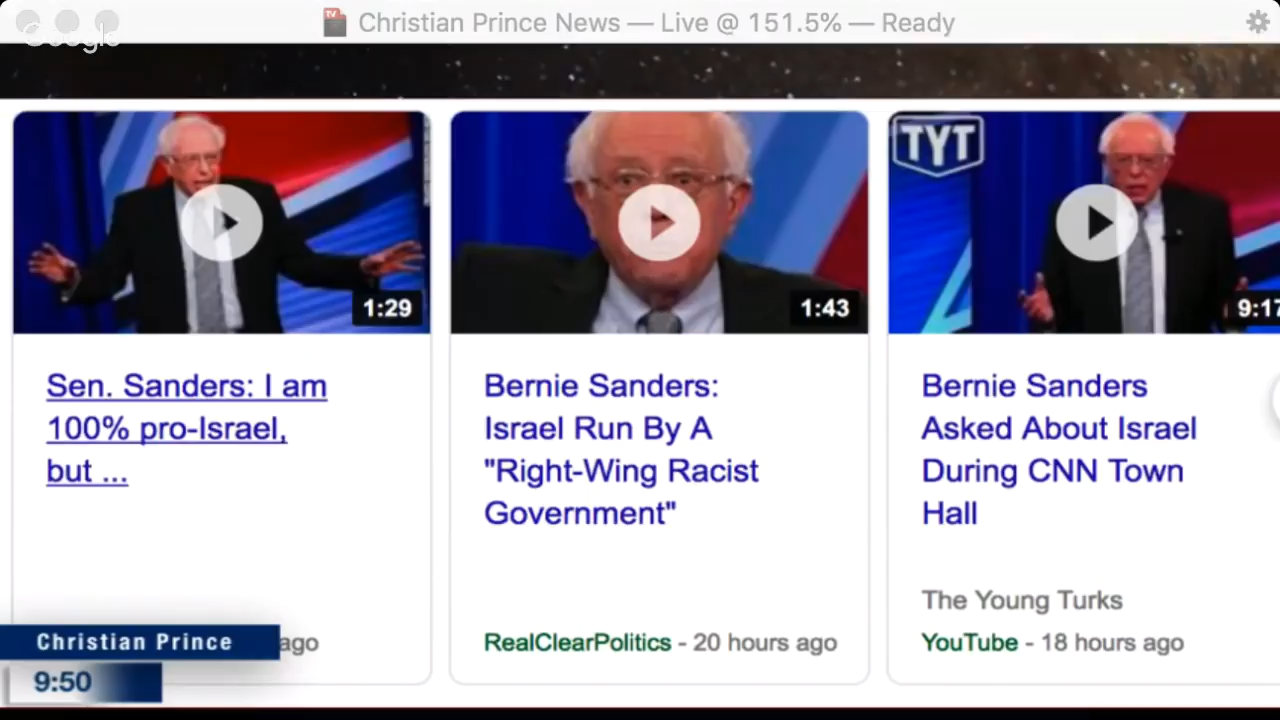 Christian Prince News — Live @ 151.5% — Ready
Google
TV
TYT
1:29
1:43
9:17
Sen. Sanders: I am
100% pro-Israel,
but ...
Bernie Sanders:
Israel Run By A
"Right-Wing Racist
Government"
Bernie Sanders
Asked About Israel
During CNN Town
Hall
The Young Turks
Christian Prince
ago
RealClearPolitics - 20 hours ago
YouTube - 18 hours ago
9:50